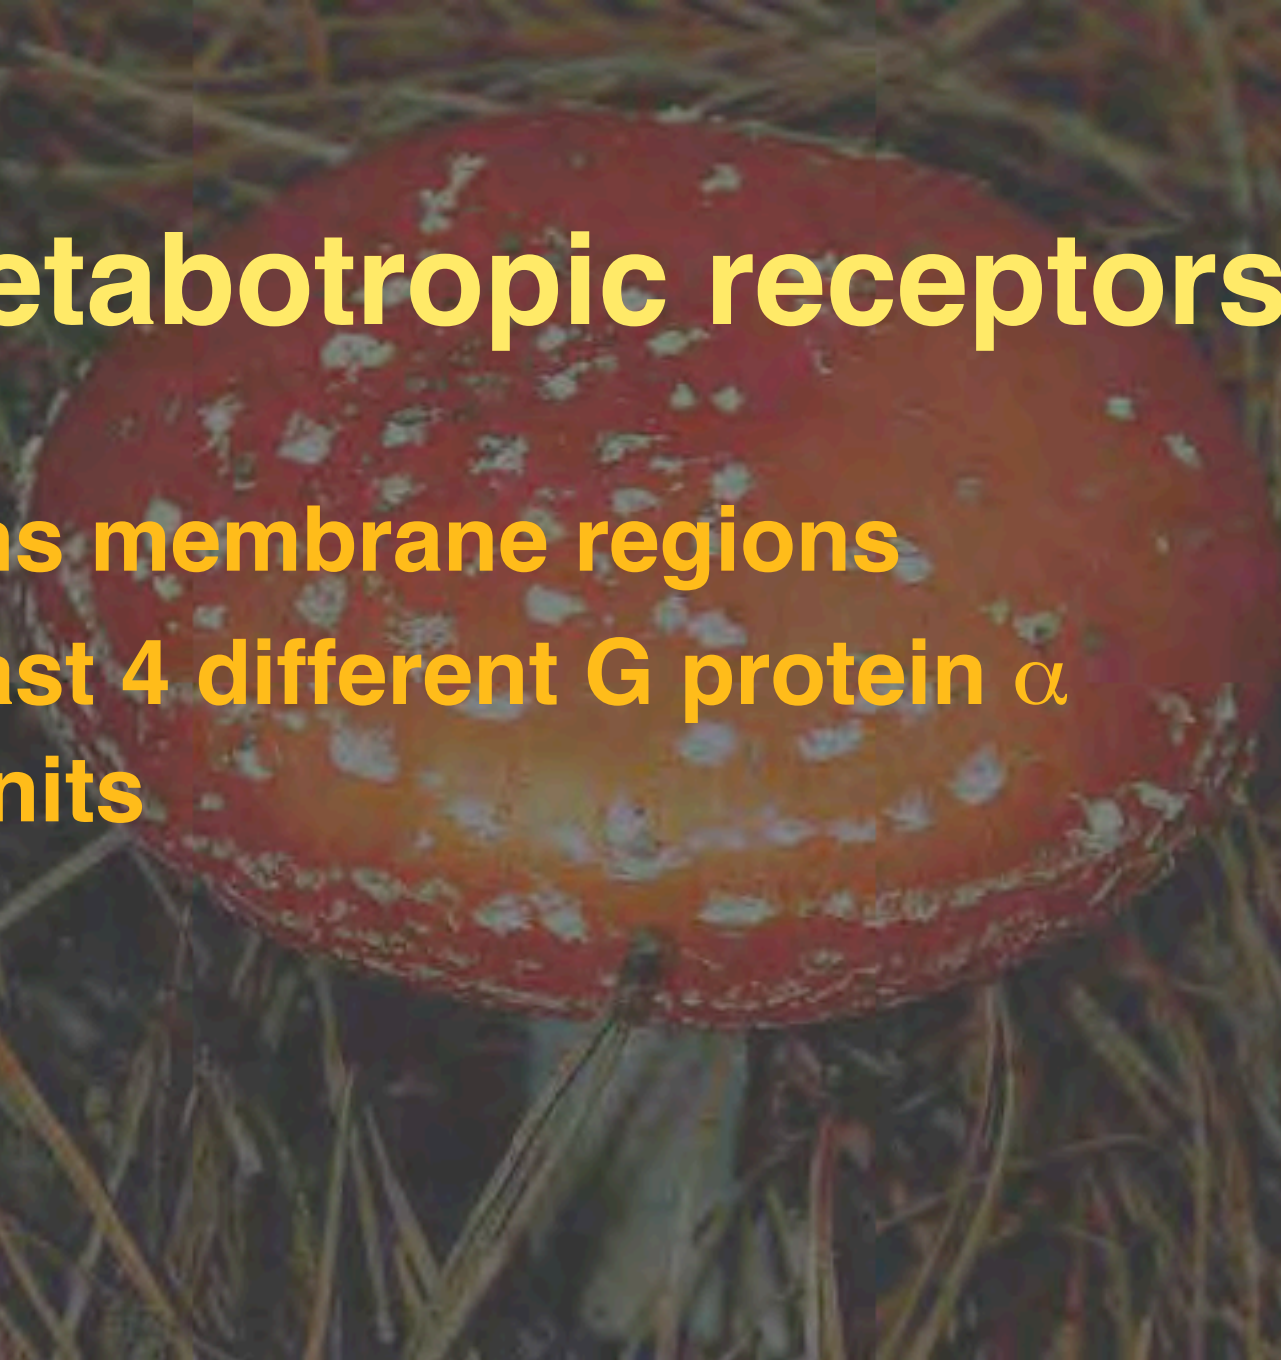 etabotropic receptors
ns membrane regions
ast 4 different G protein α
nits